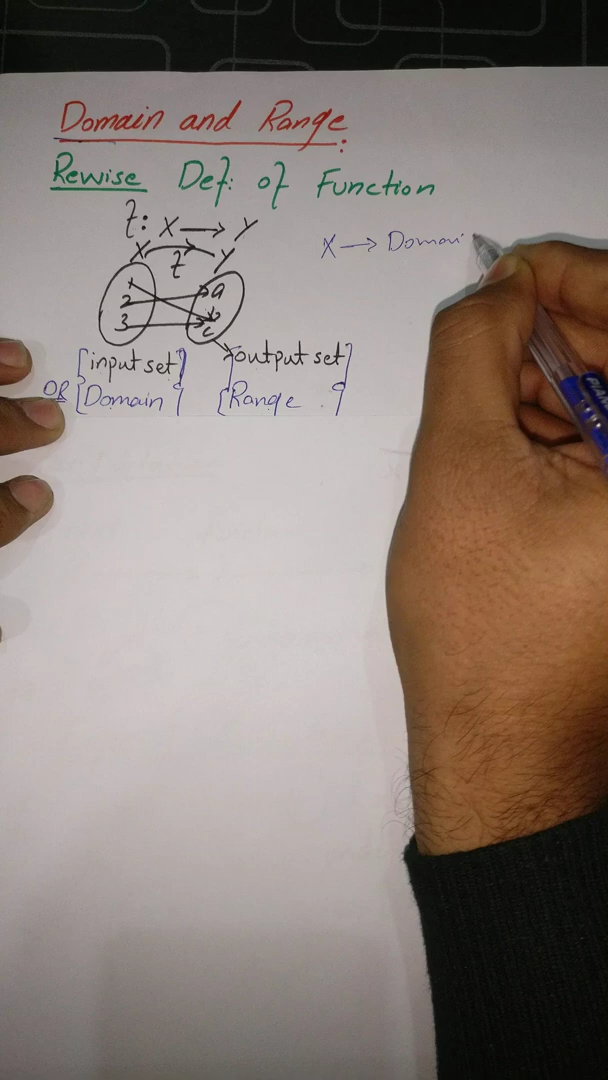 Domain and Range:
Rewise Def: of Function
f: X → Y
X f Y
1 a
2 b
3 c
[input set] [output set]
OR [Domain] [Range.]
X → Domai